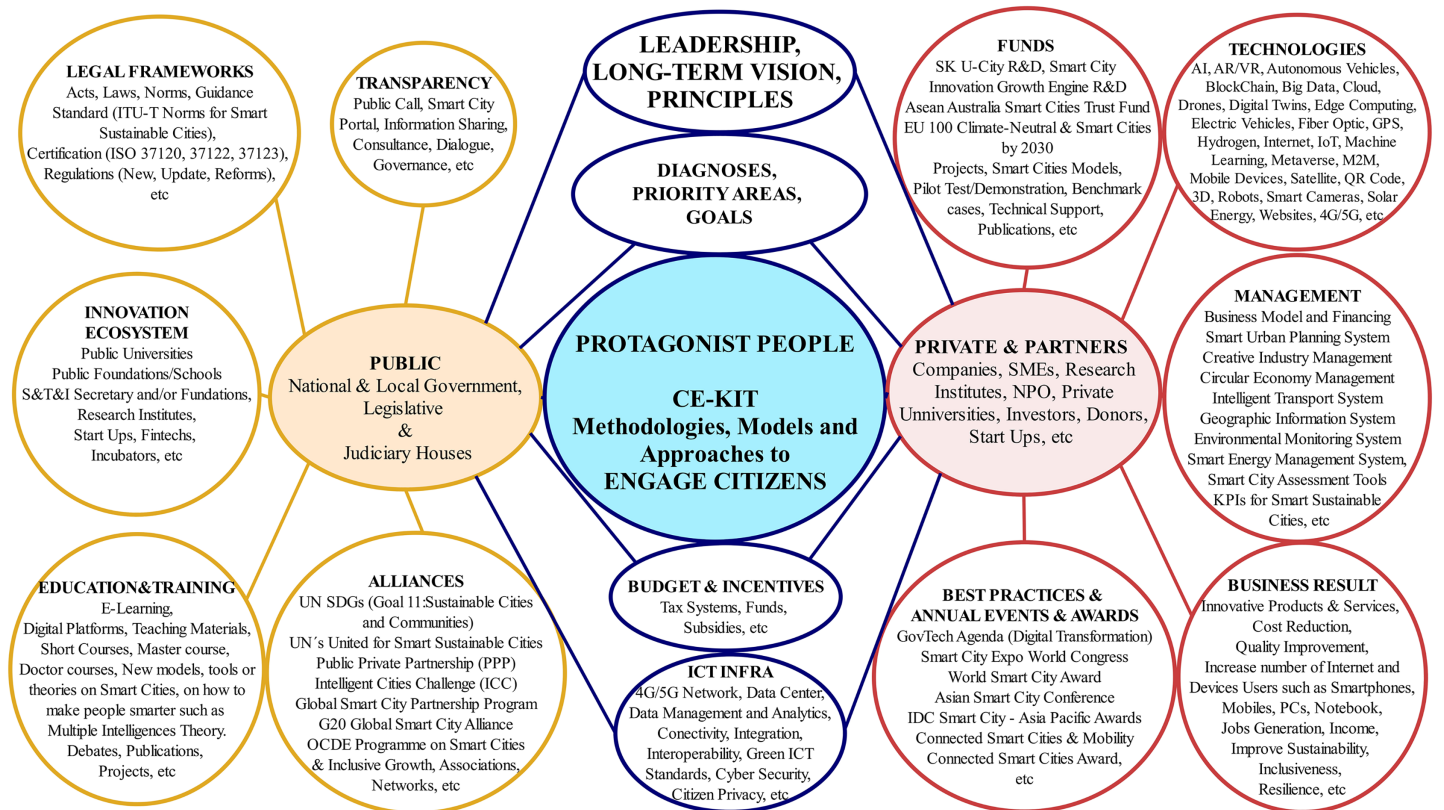 LEGAL FRAMEWORKS
Acts, Laws, Norms, Guidance
Standard (ITU-T Norms for Smart
Sustainable Cities),
Certification (ISO 37120, 37122, 37123),
Regulations (New, Update, Reforms),
etc
TRANSPARENCY
Public Call, Smart City
Portal, Information Sharing,
Consultance, Dialogue,
Governance, etc
LEADERSHIP,
LONG-TERM VISION,
PRINCIPLES
DIAGNOSES,
PRIORITY AREAS,
GOALS
FUNDS
SK U-City R&D, Smart City
Innovation Growth Engine R&D
Asean Australia Smart Cities Trust Fund
EU 100 Climate-Neutral & Smart Cities
by 2030
Projects, Smart Cities Models,
Pilot Test/Demonstration, Benchmark
cases, Technical Support,
Publications, etc
TECHNOLOGIES
AI, AR/VR, Autonomous Vehicles,
BlockChain, Big Data, Cloud,
Drones, Digital Twins, Edge Computing,
Electric Vehicles, Fiber Optic, GPS,
Hydrogen, Internet, IoT, Machine
Learning, Metaverse, M2M,
Mobile Devices, Satellite, QR Code,
3D, Robots, Smart Cameras, Solar
Energy, Websites, 4G/5G, etc
INNOVATION
ECOSYSTEM
Public Universities
Public Foundations/Schools
S&T&I Secretary and/or Fundations,
Research Institutes,
Start Ups, Fintechs,
Incubators, etc
PUBLIC
National & Local Government,
Legislative
&
Judiciary Houses
PROTAGONIST PEOPLE
CE-KIT
Methodologies, Models and
Approaches to
ENGAGE CITIZENS
PRIVATE & PARTNERS
Companies, SMEs, Research
Institutes, NPO, Private
Unniversities, Investors, Donors,
Start Ups, etc
MANAGEMENT
Business Model and Financing
Smart Urban Planning System
Creative Industry Management
Circular Economy Management
Intelligent Transport System
Geographic Information System
Environmental Monitoring System
Smart Energy Management System,
Smart City Assessment Tools
KPIs for Smart Sustainable
Cities, etc
EDUCATION&TRAINING
E-Learning,
Digital Platforms, Teaching Materials,
Short Courses, Master course,
Doctor courses, New models, tools or
theories on Smart Cities, on how to
make people smarter such as
Multiple Intelligences Theory.
Debates, Publications,
Projects, etc
ALLIANCES
UN SDGs (Goal 11:Sustainable Cities
and Communities)
UN´s United for Smart Sustainable Cities
Public Private Partnership (PPP)
Intelligent Cities Challenge (ICC)
Global Smart City Partnership Program
G20 Global Smart City Alliance
OCDE Programme on Smart Cities
& Inclusive Growth, Associations,
Networks, etc
BUDGET & INCENTIVES
Tax Systems, Funds,
Subsidies, etc
ICT INFRA
4G/5G Network, Data Center,
Data Management and Analytics,
Conectivity, Integration,
Interoperability, Green ICT
Standards, Cyber Security,
Citizen Privacy, etc
BEST PRACTICES &
ANNUAL EVENTS & AWARDS
GovTech Agenda (Digital Transformation)
Smart City Expo World Congress
World Smart City Award
Asian Smart City Conference
IDC Smart City - Asia Pacific Awards
Connected Smart Cities & Mobility
Connected Smart Cities Award,
etc
BUSINESS RESULT
Innovative Products & Services,
Cost Reduction,
Quality Improvement,
Increase number of Internet and
Devices Users such as Smartphones,
Mobiles, PCs, Notebook,
Jobs Generation, Income,
Improve Sustainability,
Inclusiveness,
Resilience, etc